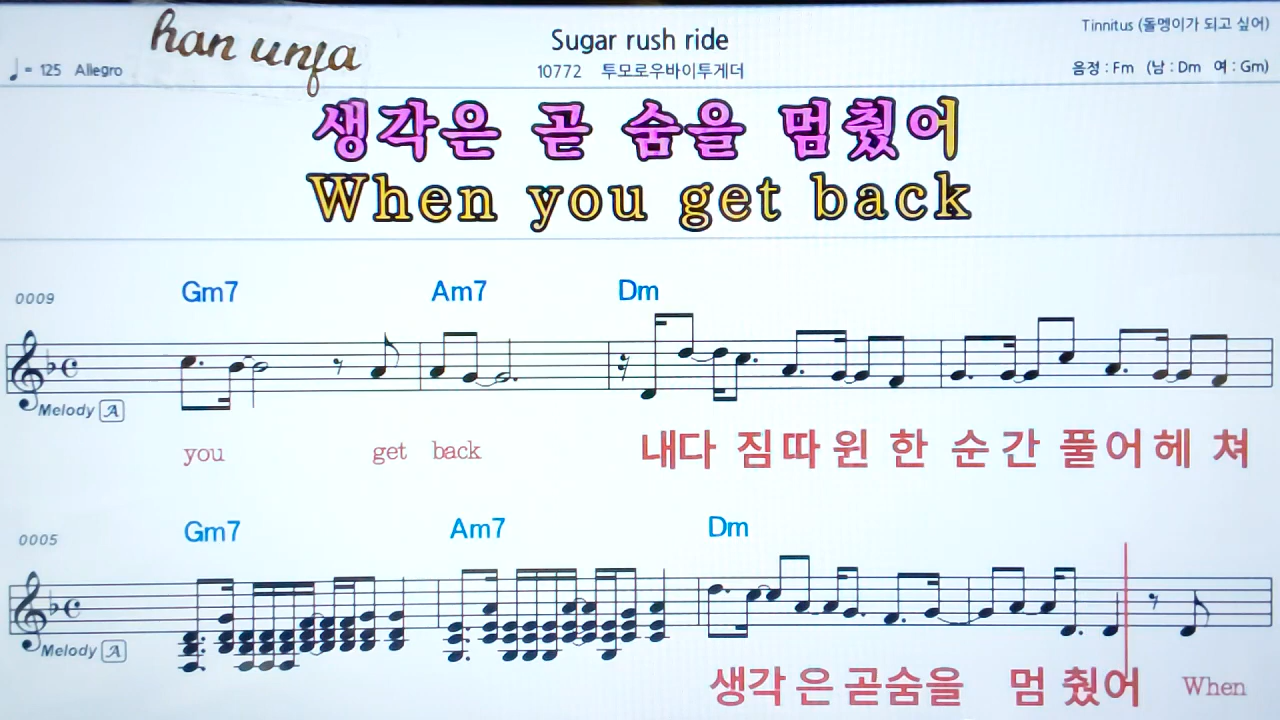 han unja
Sugar rush ride
Tinnitus (돌멩이가 되고 싶어)
♩= 125 Allegro
10772 투모로우바이투게더
음정 : Fm (남 : Dm 여 : Gm)
생각은 곧 숨을 멈췄어
When you get back
0009
Gm7 Am7 Dm
Melody A
you get back 내다 짐따윈 한 순간 풀어헤쳐
0005
Gm7 Am7 Dm
Melody A
생각은 곧숨을 멈췄어 When